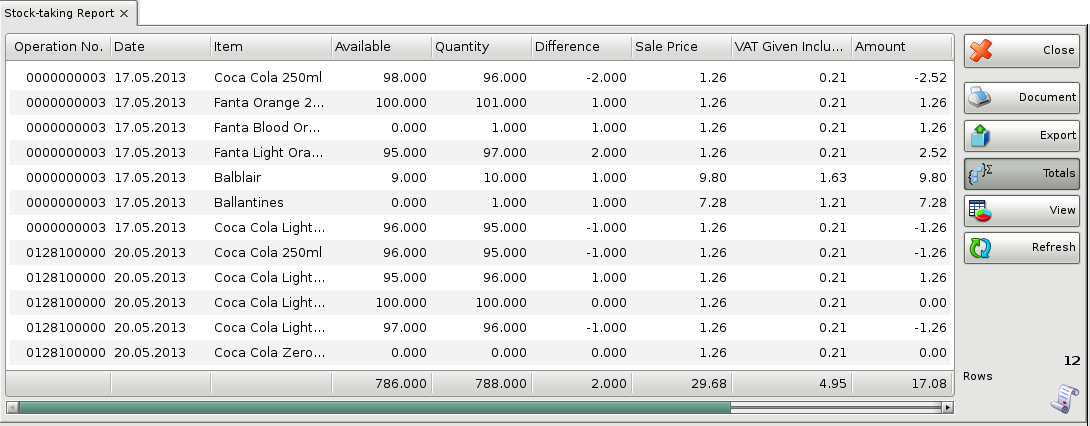 Stock-taking Report ×
Operation No. Date Item Available Quantity Difference Sale Price VAT Given Inclu... Amount
0000000003 17.05.2013 Coca Cola 250ml 98.000 96.000 -2.000 1.26 0.21 -2.52
0000000003 17.05.2013 Fanta Orange 2... 100.000 101.000 1.000 1.26 0.21 1.26
0000000003 17.05.2013 Fanta Blood Or... 0.000 1.000 1.000 1.26 0.21 1.26
0000000003 17.05.2013 Fanta Light Ora... 95.000 97.000 2.000 1.26 0.21 2.52
0000000003 17.05.2013 Balblair 9.000 10.000 1.000 9.80 1.63 9.80
0000000003 17.05.2013 Ballantines 0.000 1.000 1.000 7.28 1.21 7.28
0000000003 17.05.2013 Coca Cola Light... 96.000 95.000 -1.000 1.26 0.21 -1.26
0128100000 20.05.2013 Coca Cola 250ml 96.000 95.000 -1.000 1.26 0.21 -1.26
0128100000 20.05.2013 Coca Cola Light... 95.000 96.000 1.000 1.26 0.21 1.26
0128100000 20.05.2013 Coca Cola Light... 100.000 100.000 0.000 1.26 0.21 0.00
0128100000 20.05.2013 Coca Cola Light... 97.000 96.000 -1.000 1.26 0.21 -1.26
0128100000 20.05.2013 Coca Cola Zero... 0.000 0.000 0.000 1.26 0.21 0.00
786.000 788.000 2.000 29.68 4.95 17.08
Close
Document
Export
Totals
View
Refresh
12
Rows